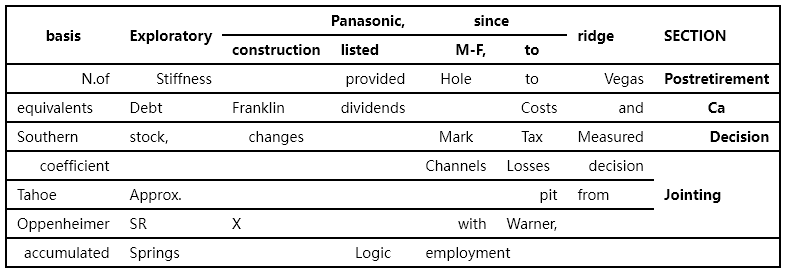 basis Exploratory Panasonic, since ridge SECTION
construction listed M-F, to
N.of Stiffness provided Hole to Vegas Postretirement
equivalents Debt Franklin dividends Costs and Ca
Southern stock, changes Mark Tax Measured Decision
coefficient Channels Losses decision
Tahoe Approx. pit from Jointing
Oppenheimer SR X with Warner,
accumulated Springs Logic employment